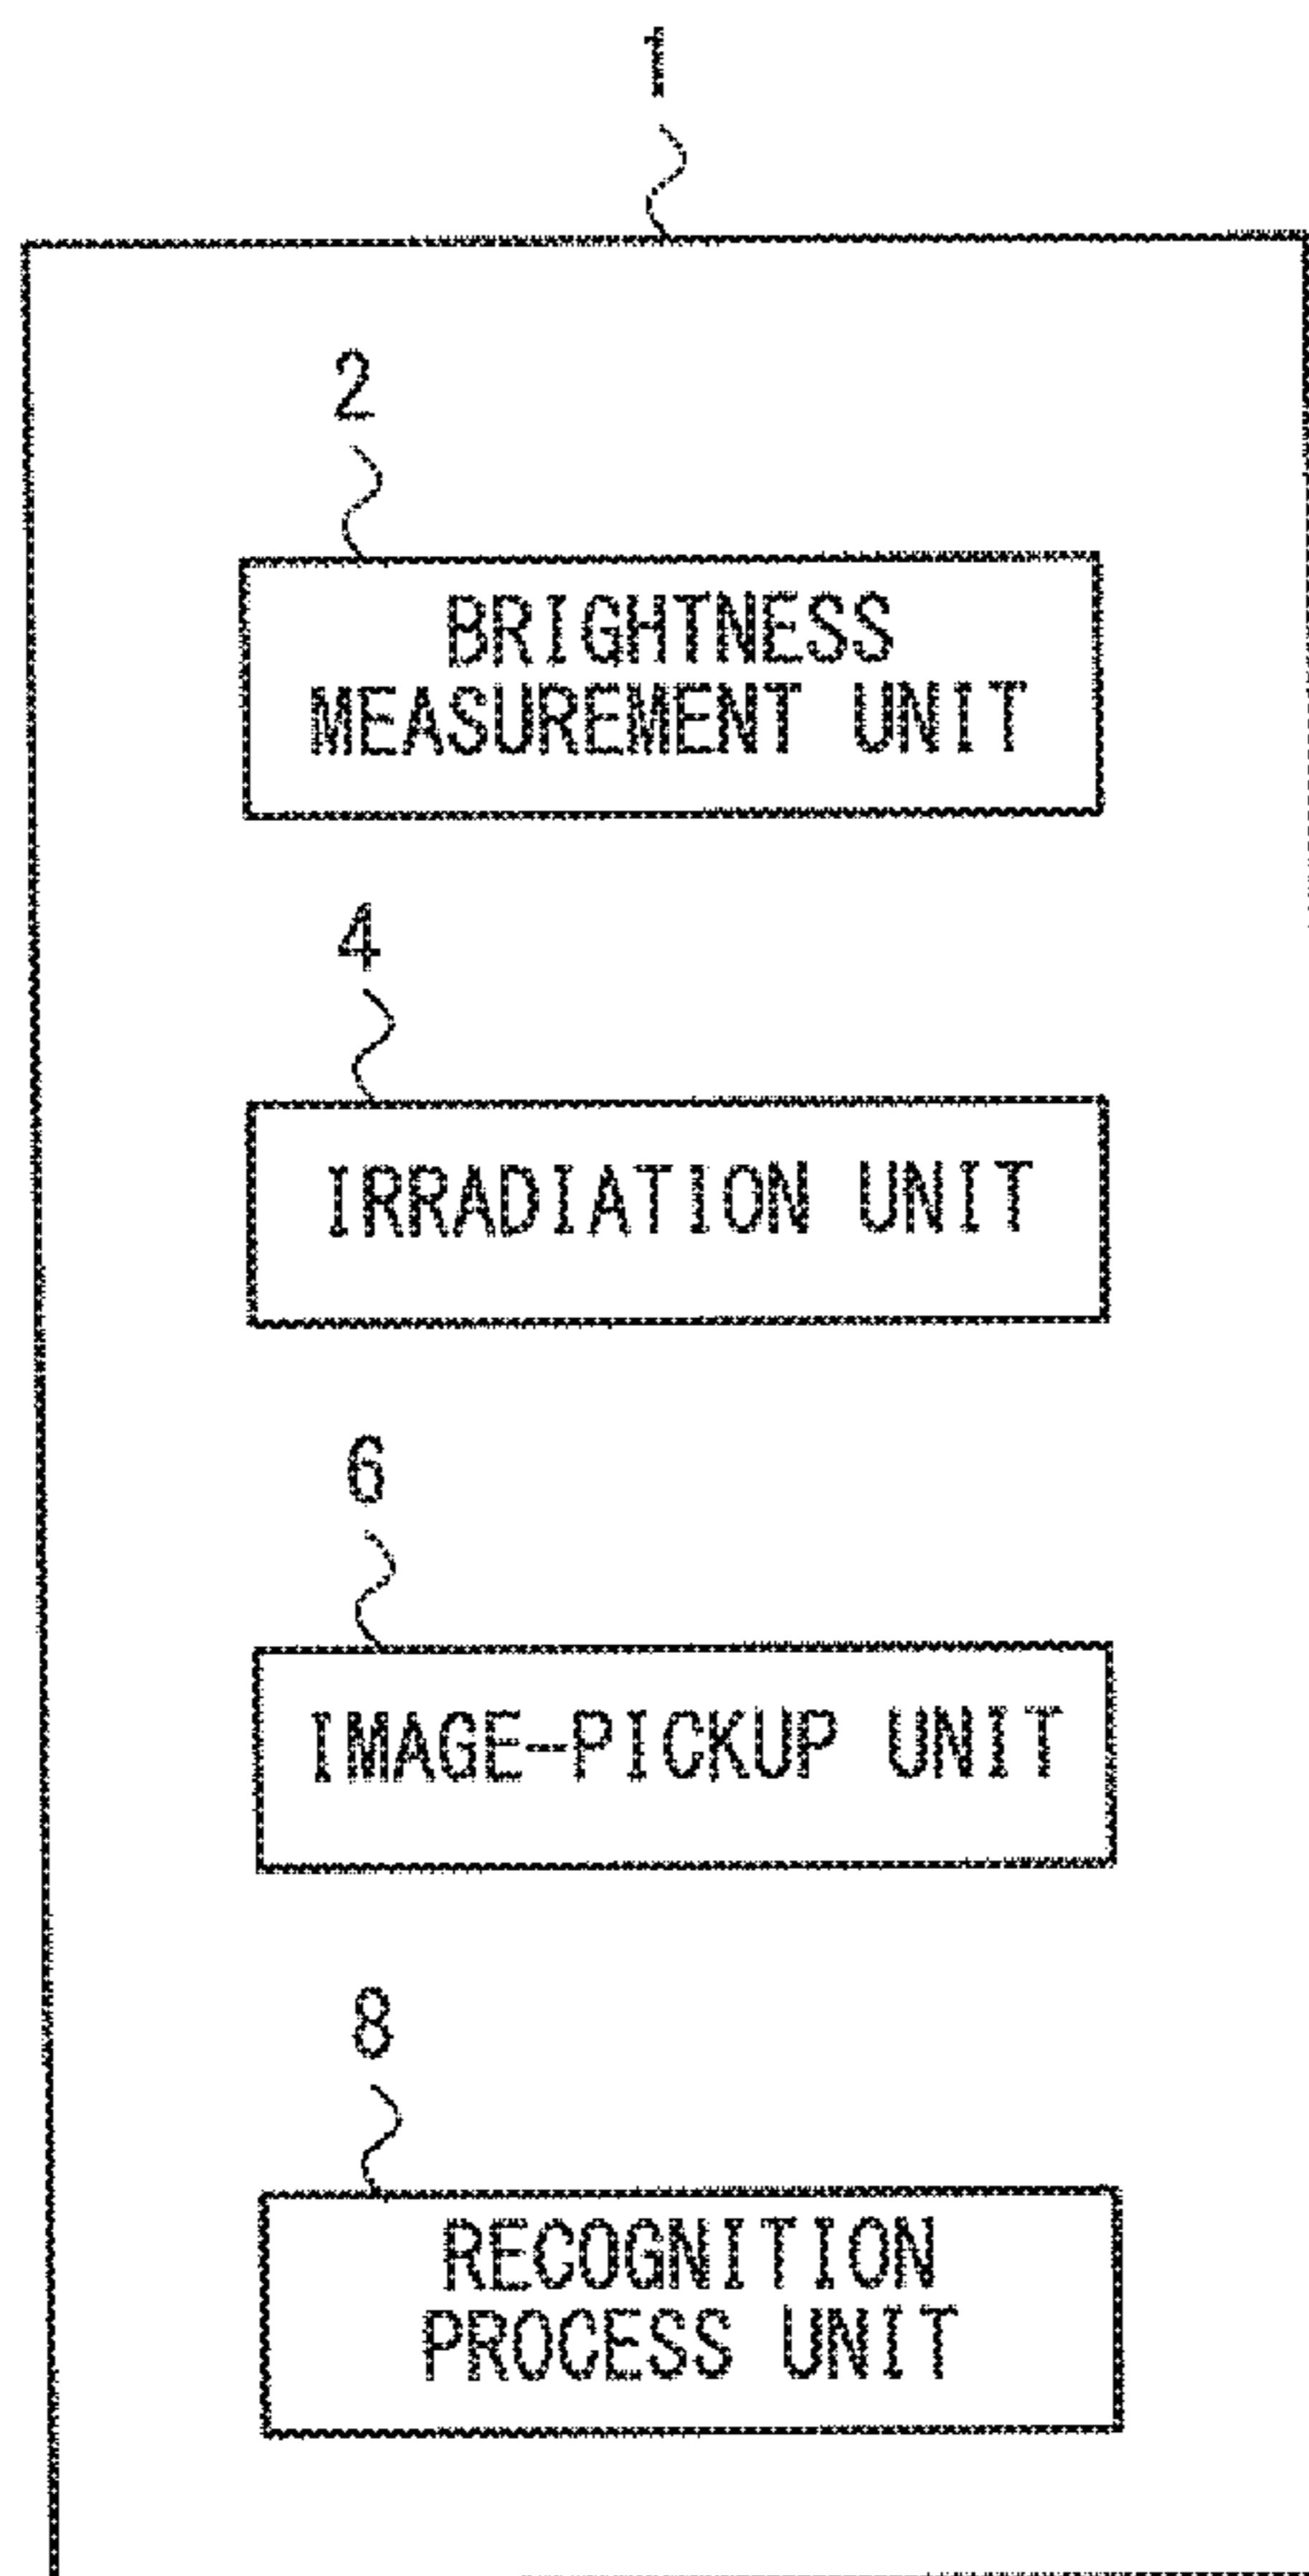 1
2
BRIGHTNESS
MEASUREMENT UNIT
4
IRRADIATION UNIT
6
IMAGE-PICKUP UNIT
8
RECOGNITION
PROCESS UNIT